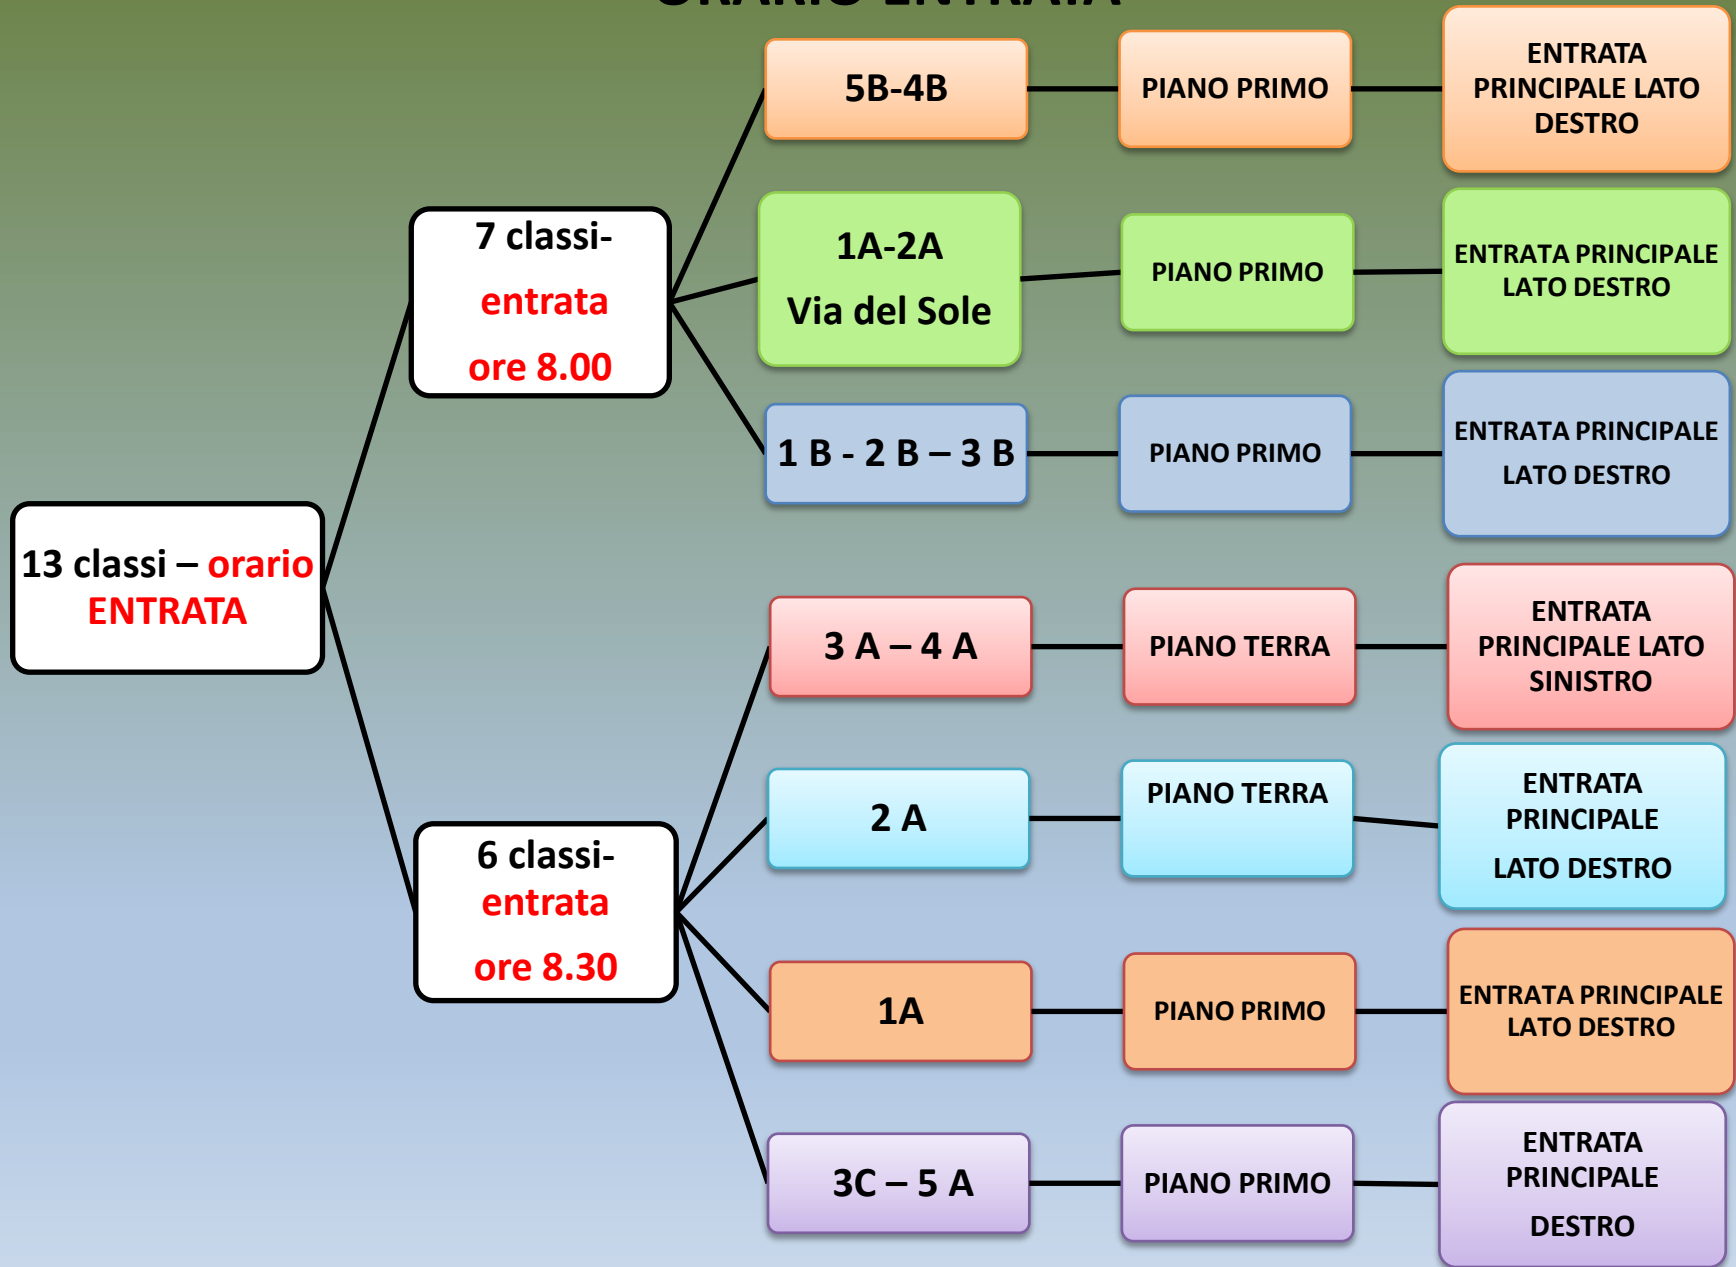 ORARIO ENTRATA
13 classi – orario
ENTRATA
7 classi-
entrata
ore 8.00
5B-4B
PIANO PRIMO
ENTRATA
PRINCIPALE LATO
DESTRO
1A-2A
Via del Sole
PIANO PRIMO
ENTRATA PRINCIPALE
LATO DESTRO
1 B - 2 B – 3 B
PIANO PRIMO
ENTRATA PRINCIPALE
LATO DESTRO
6 classi-
entrata
ore 8.30
3 A – 4 A
PIANO TERRA
ENTRATA
PRINCIPALE LATO
SINISTRO
2 A
PIANO TERRA
ENTRATA
PRINCIPALE
LATO DESTRO
1A
PIANO PRIMO
ENTRATA PRINCIPALE
LATO DESTRO
3C – 5 A
PIANO PRIMO
ENTRATA
PRINCIPALE
DESTRO